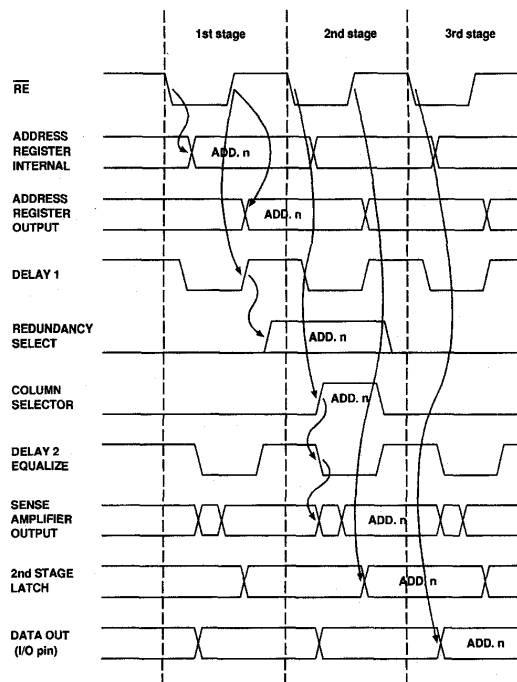 1st stage 2nd stage 3rd stage
RE
ADDRESS
REGISTER
INTERNAL
ADD. n
ADDRESS
REGISTER
OUTPUT
ADD. n
DELAY 1
REDUNDANCY
SELECT
ADD. n
COLUMN
SELECTOR
ADD. n
DELAY 2
EQUALIZE
SENSE
AMPLIFIER
OUTPUT
ADD. n
2nd STAGE
LATCH
ADD. n
DATA OUT
(I/O pin)
ADD. n